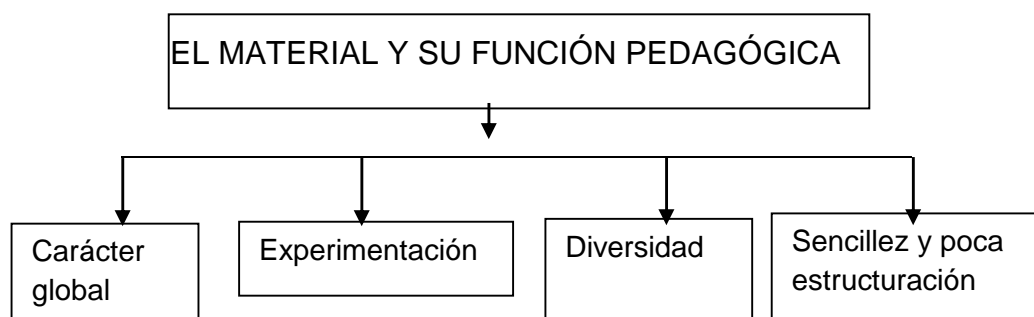 EL MATERIAL Y SU FUNCIÓN PEDAGÓGICA
Carácter
global
Experimentación
Diversidad
Sencillez y poca
estructuración